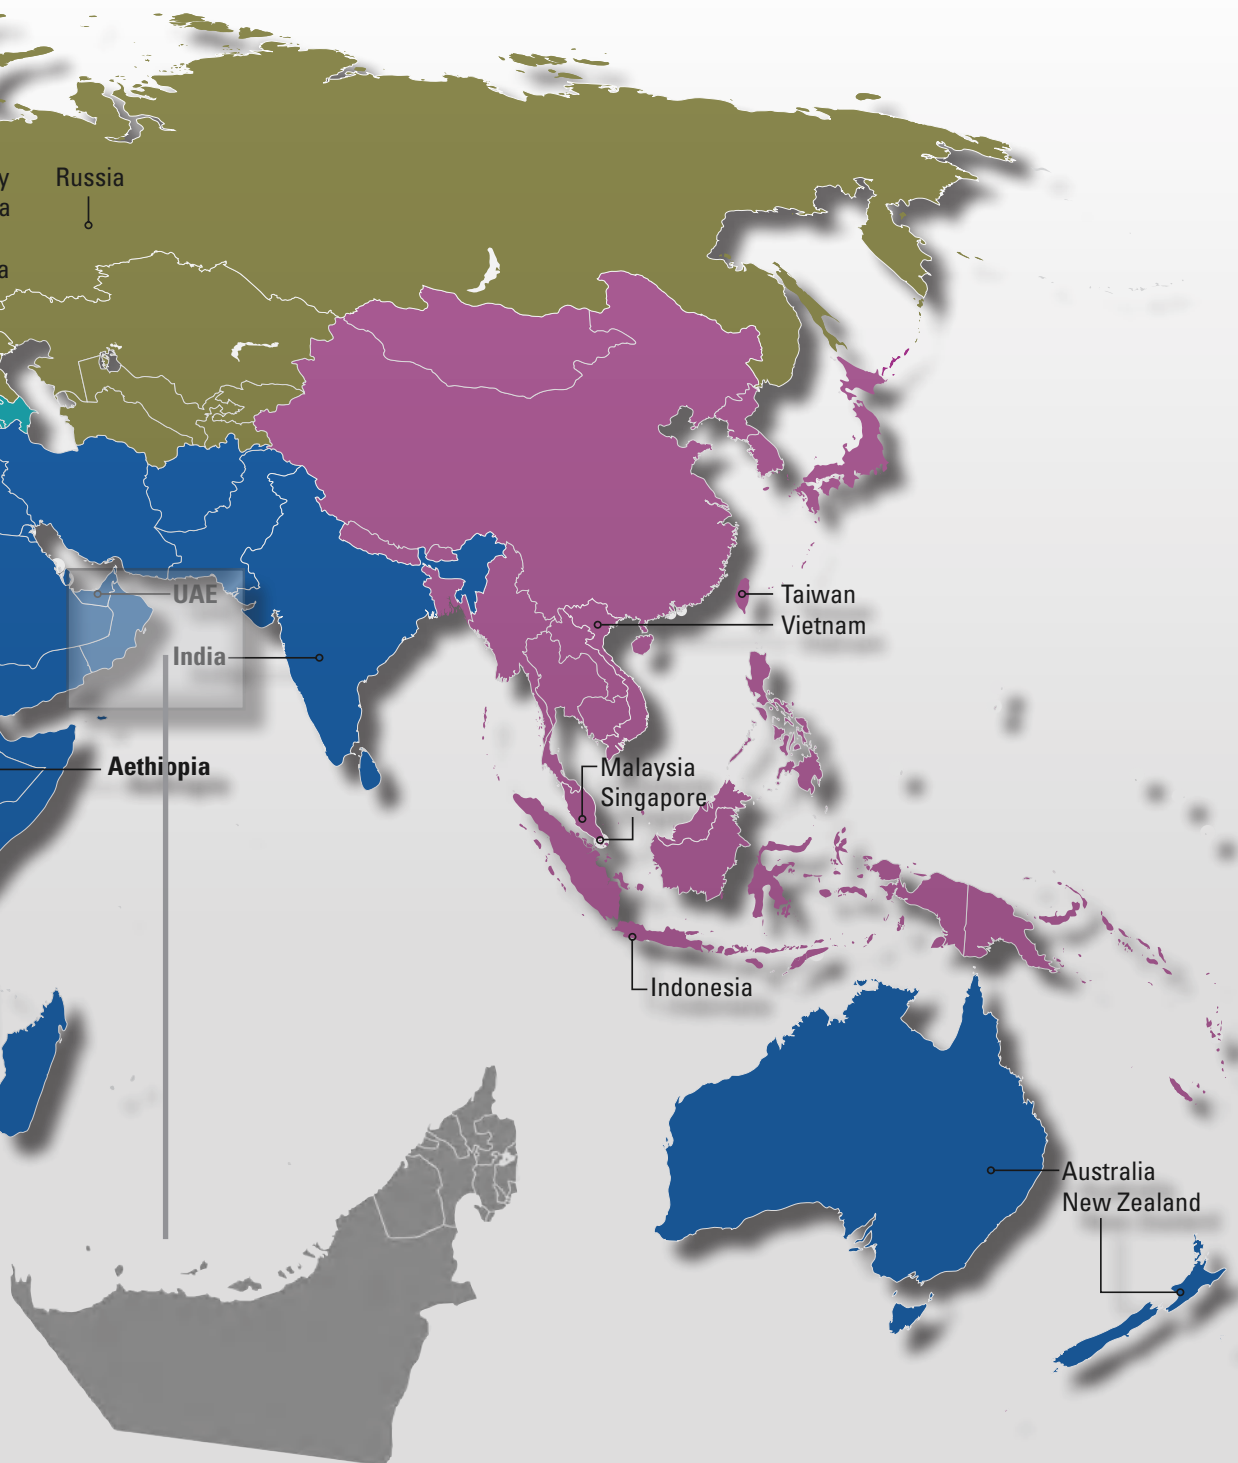 y
a
Russia
a
UAE
India
Aethiopia
Taiwan
Vietnam
Malaysia
Singapore
Indonesia
Australia
New Zealand